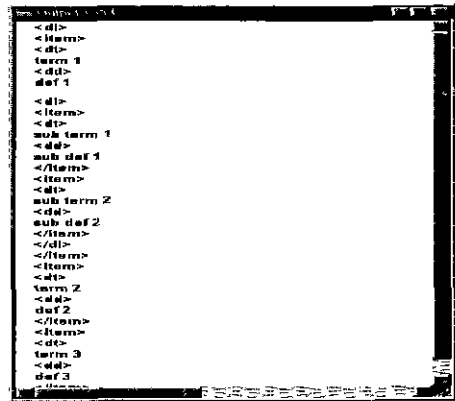 <dl>
<item>
<dt>
term 1
<dd>
def 1
<dl>
<item>
<dt>
sub term 1
<dd>
sub def 1
</item>
<item>
<dt>
sub term 2
<dd>
sub def 2
</item>
</dl>
</item>
<item>
<dt>
term 2
<dd>
def 2
</item>
<item>
<dt>
term 3
<dd>
def 3